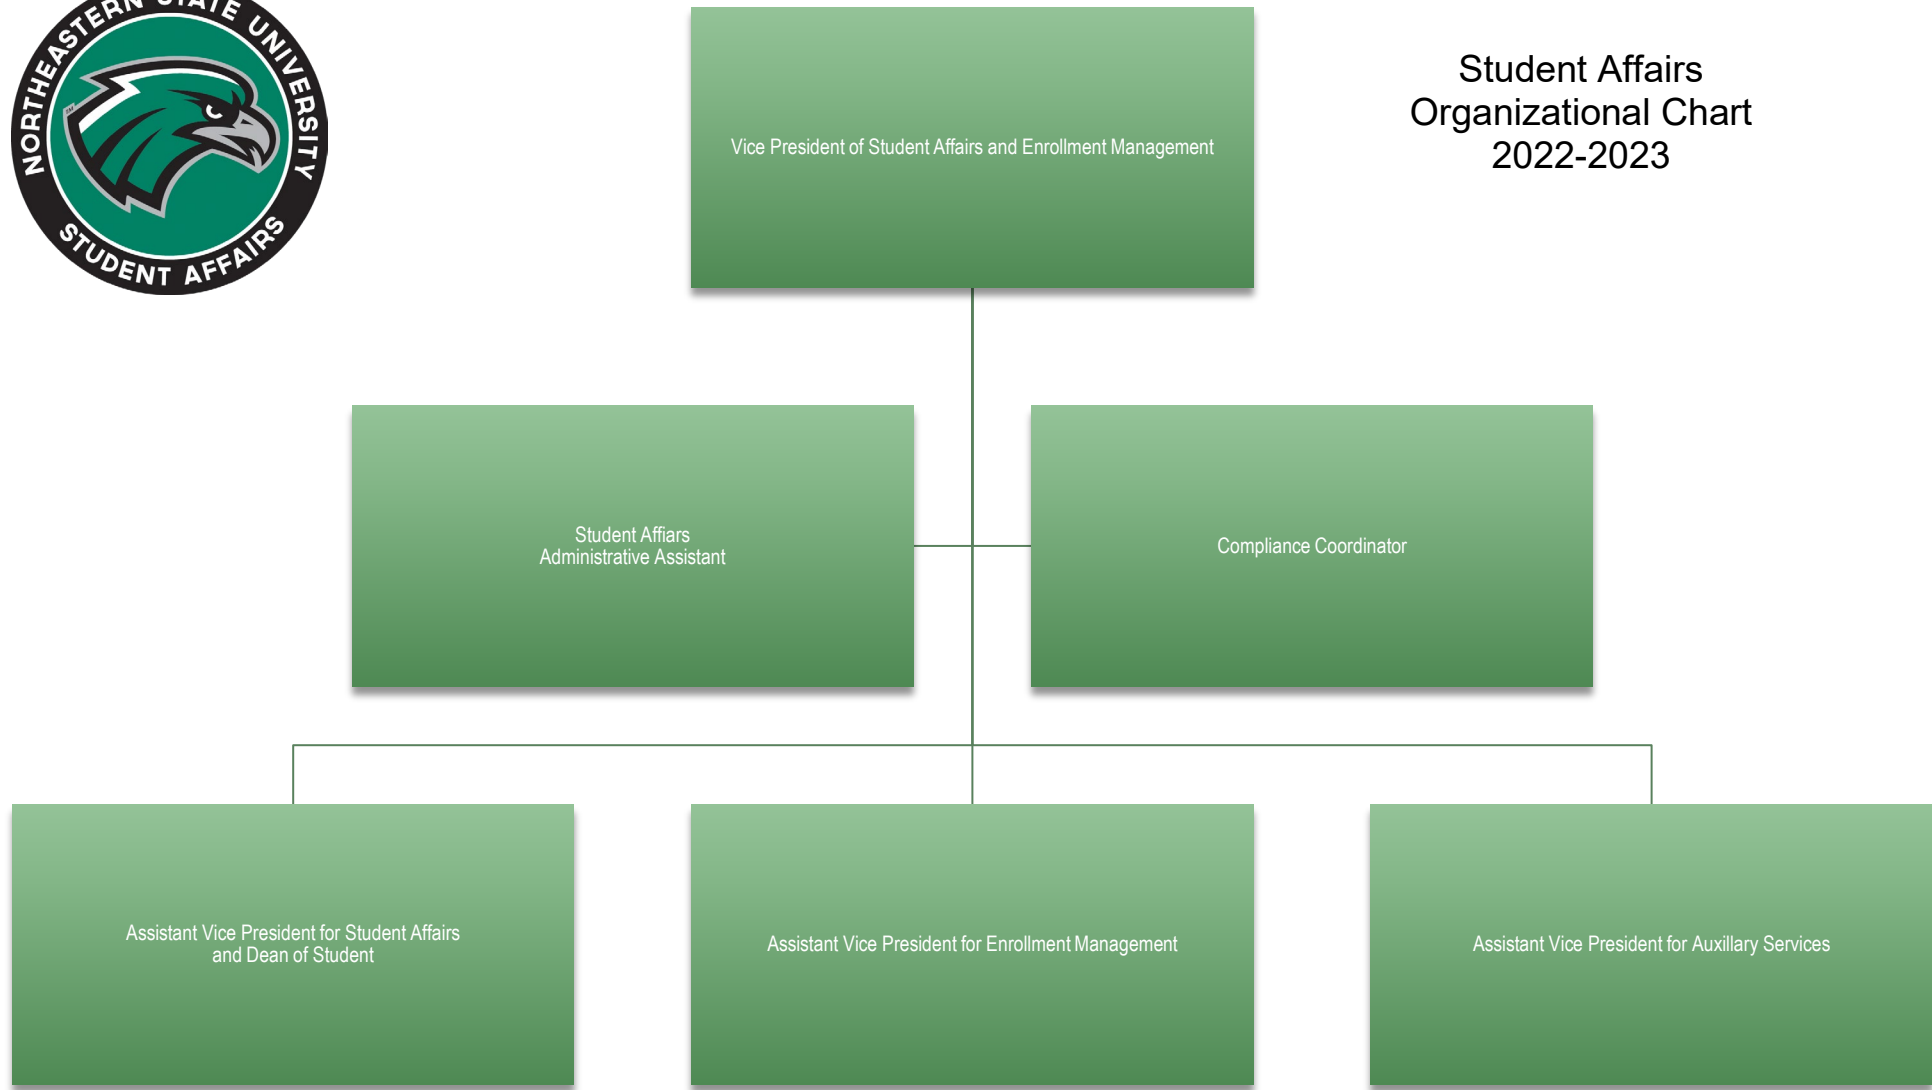 NORTHEASTERN STATE UNIVERSITY
STUDENT AFFAIRS
Student Affairs
Organizational Chart
2022-2023
Vice President of Student Affairs and Enrollment Management
Student Affiars
Administrative Assistant
Compliance Coordinator
Assistant Vice President for Student Affairs
and Dean of Student
Assistant Vice President for Enrollment Management
Assistant Vice President for Auxillary Services